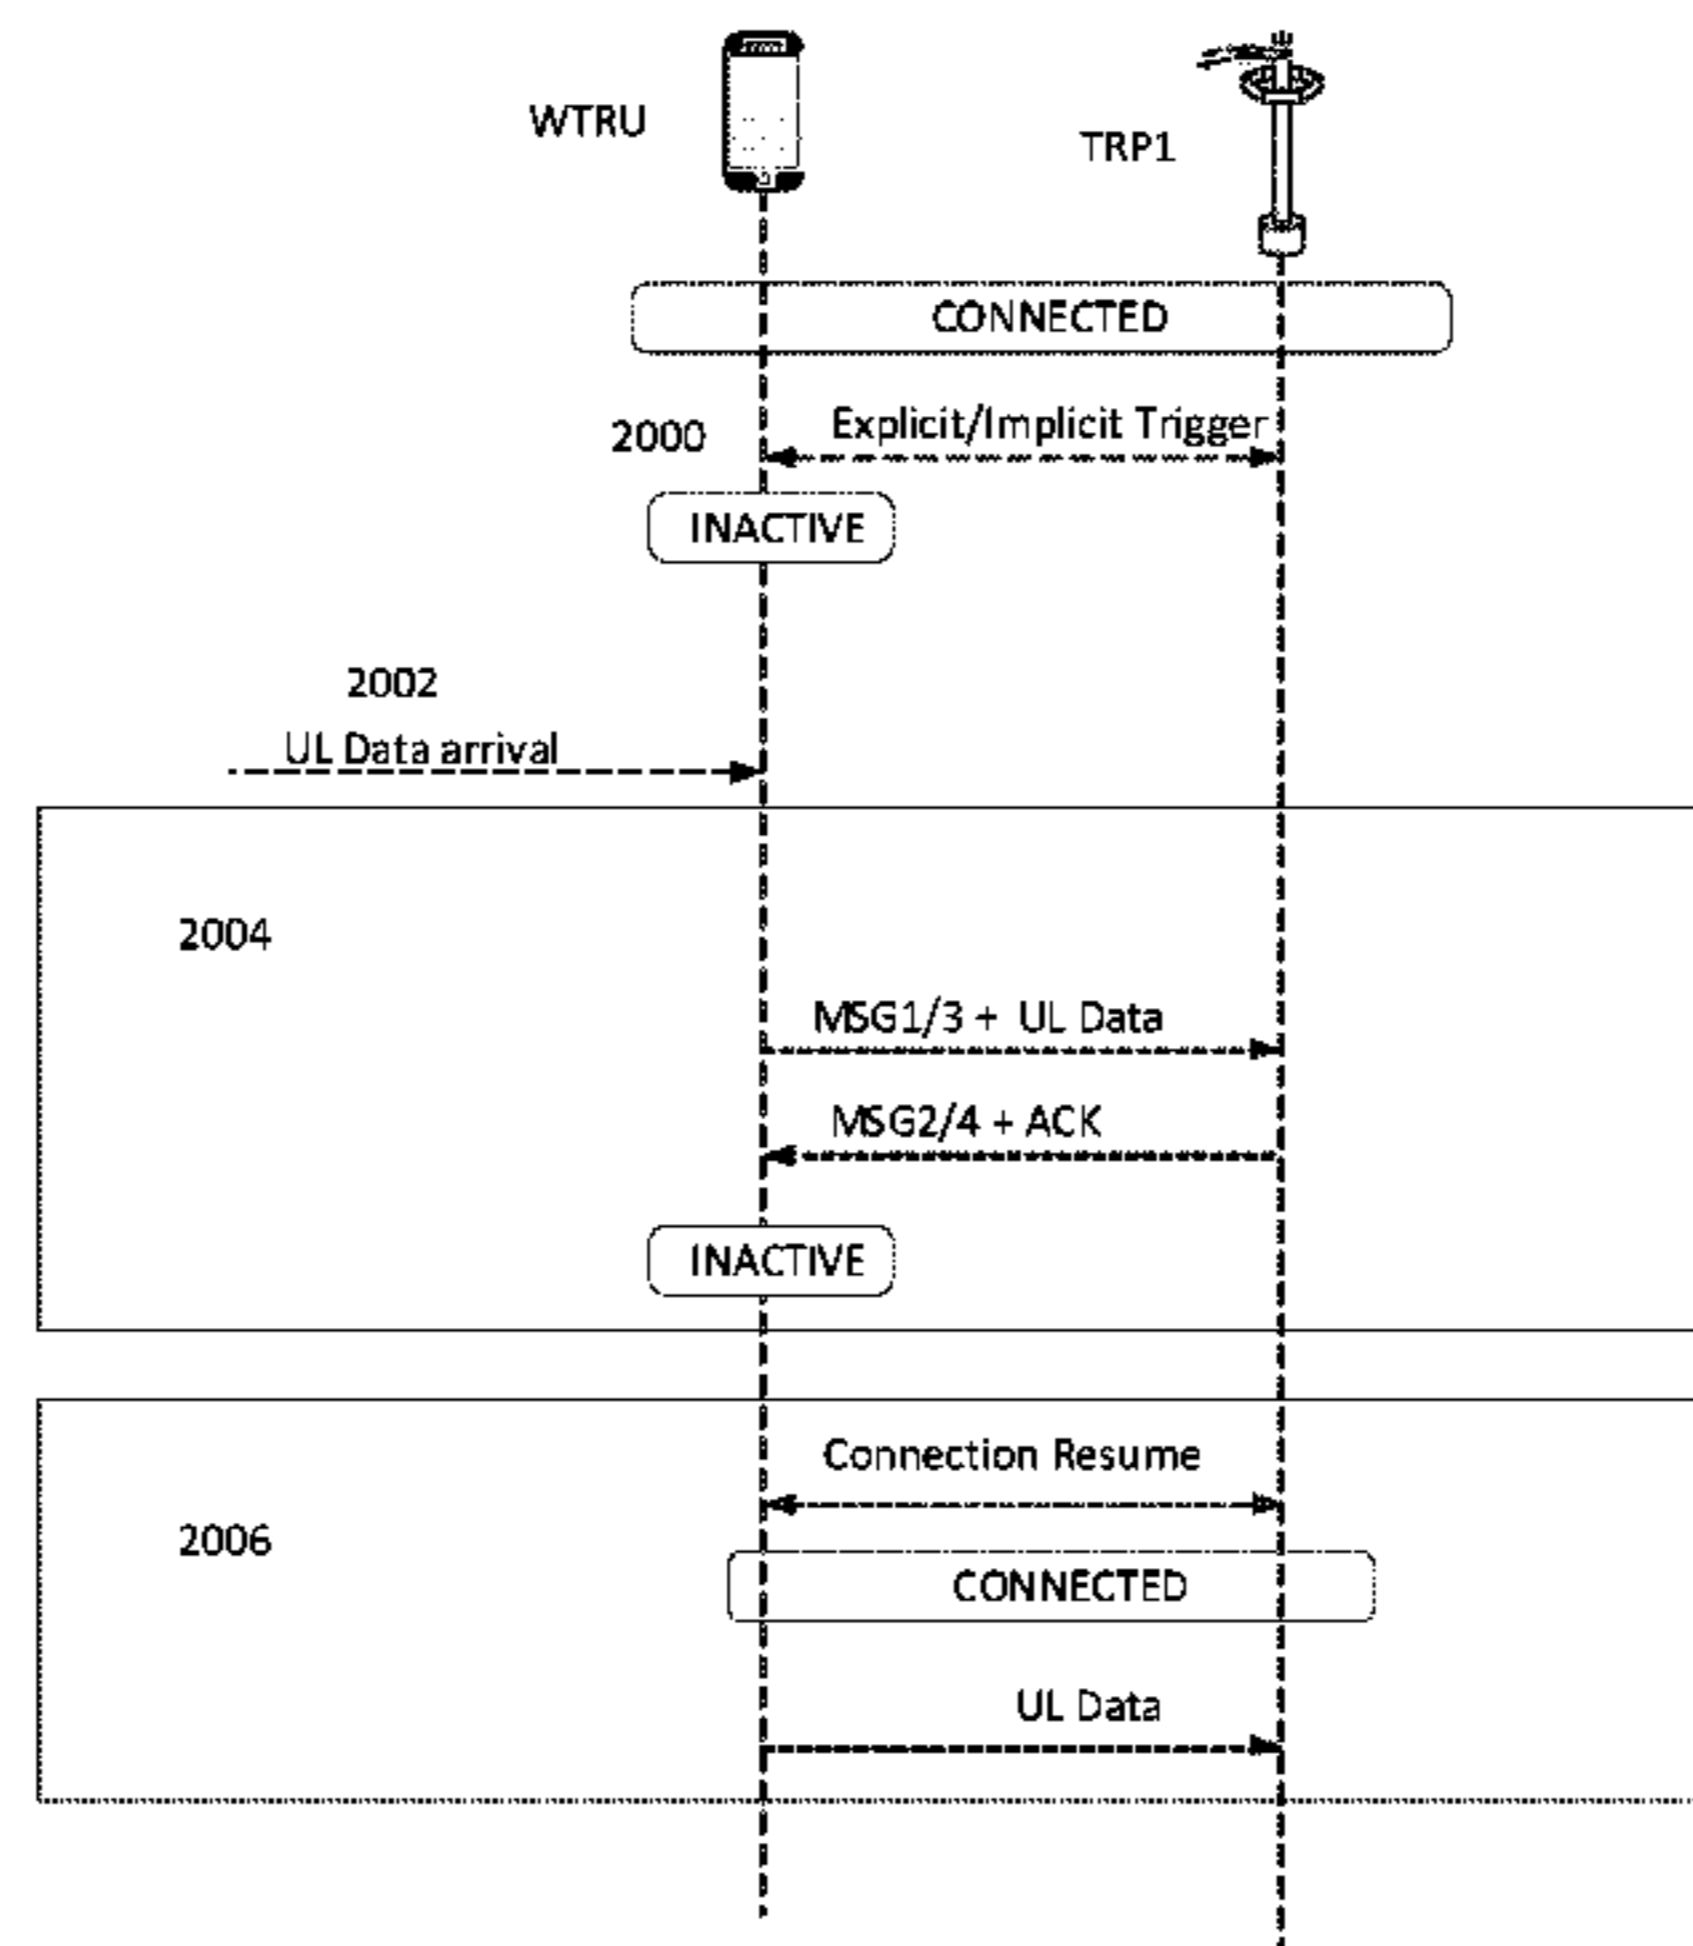 WTRU
TRP1
CONNECTED
2000
Explicit/Implicit Trigger
INACTIVE
2002
UL Data arrival
2004
MSG1/3 + UL Data
MSG2/4 + ACK
INACTIVE
Connection Resume
2006
CONNECTED
UL Data